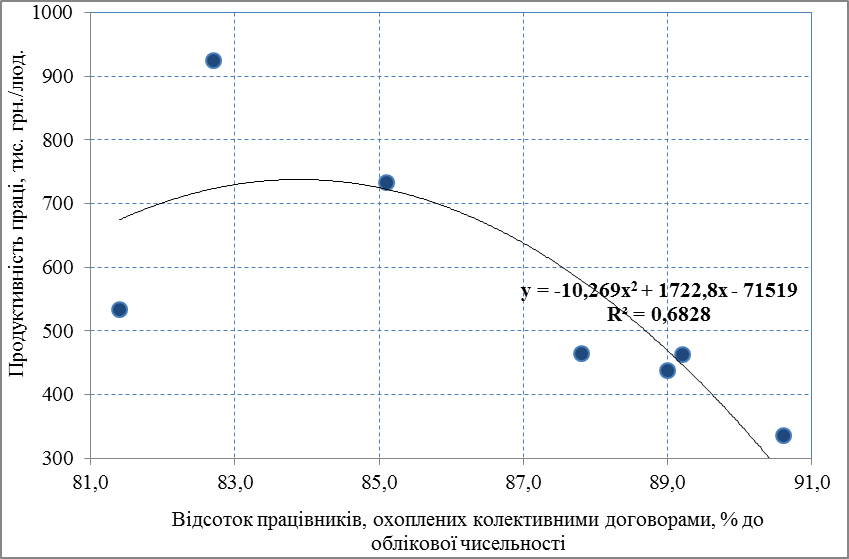 Продуктивність праці, тис. грн./люд.
1000
900
800
700
600
500
400
300
y = -10,269x² + 1722,8x - 71519
R² = 0,6828
81,0 83,0 85,0 87,0 89,0 91,0
Відсоток працівників, охоплених колективними договорами, % до
облікової чисельності